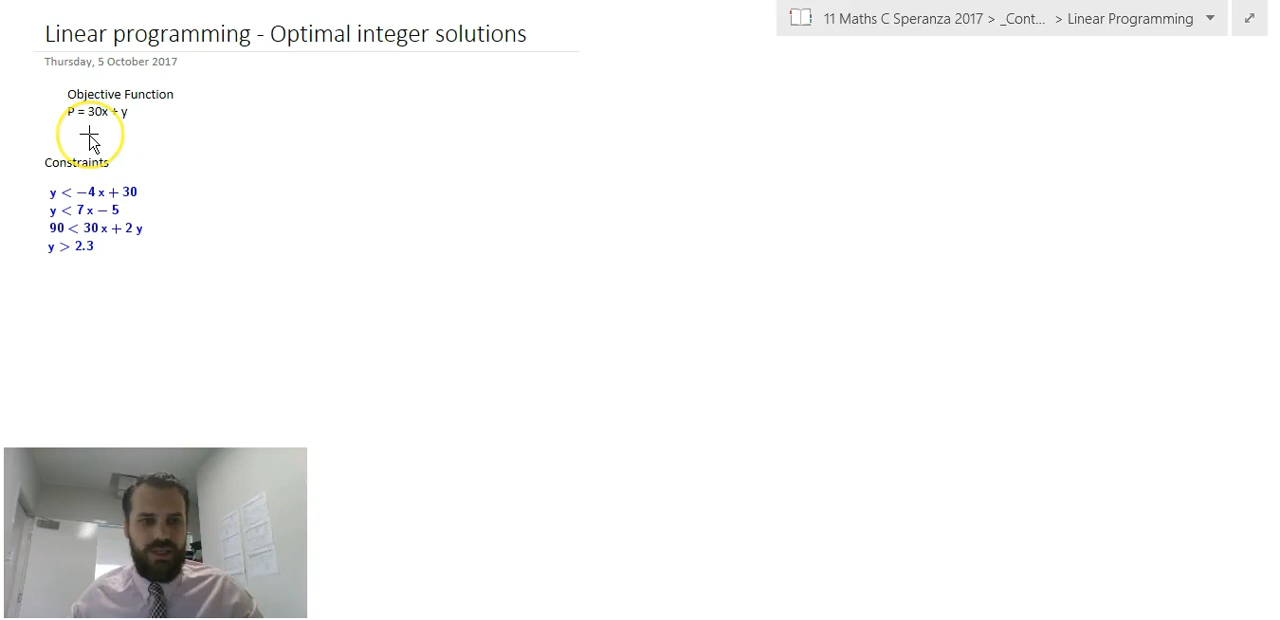 Linear programming - Optimal integer solutions
11 Maths C Speranza 2017 > _Cont... > Linear Programming
Thursday, 5 October 2017
Objective Function
P = 30x + y
Constraints
y < −4 x + 30
y < 7 x − 5
90 < 30 x + 2 y
y > 2.3